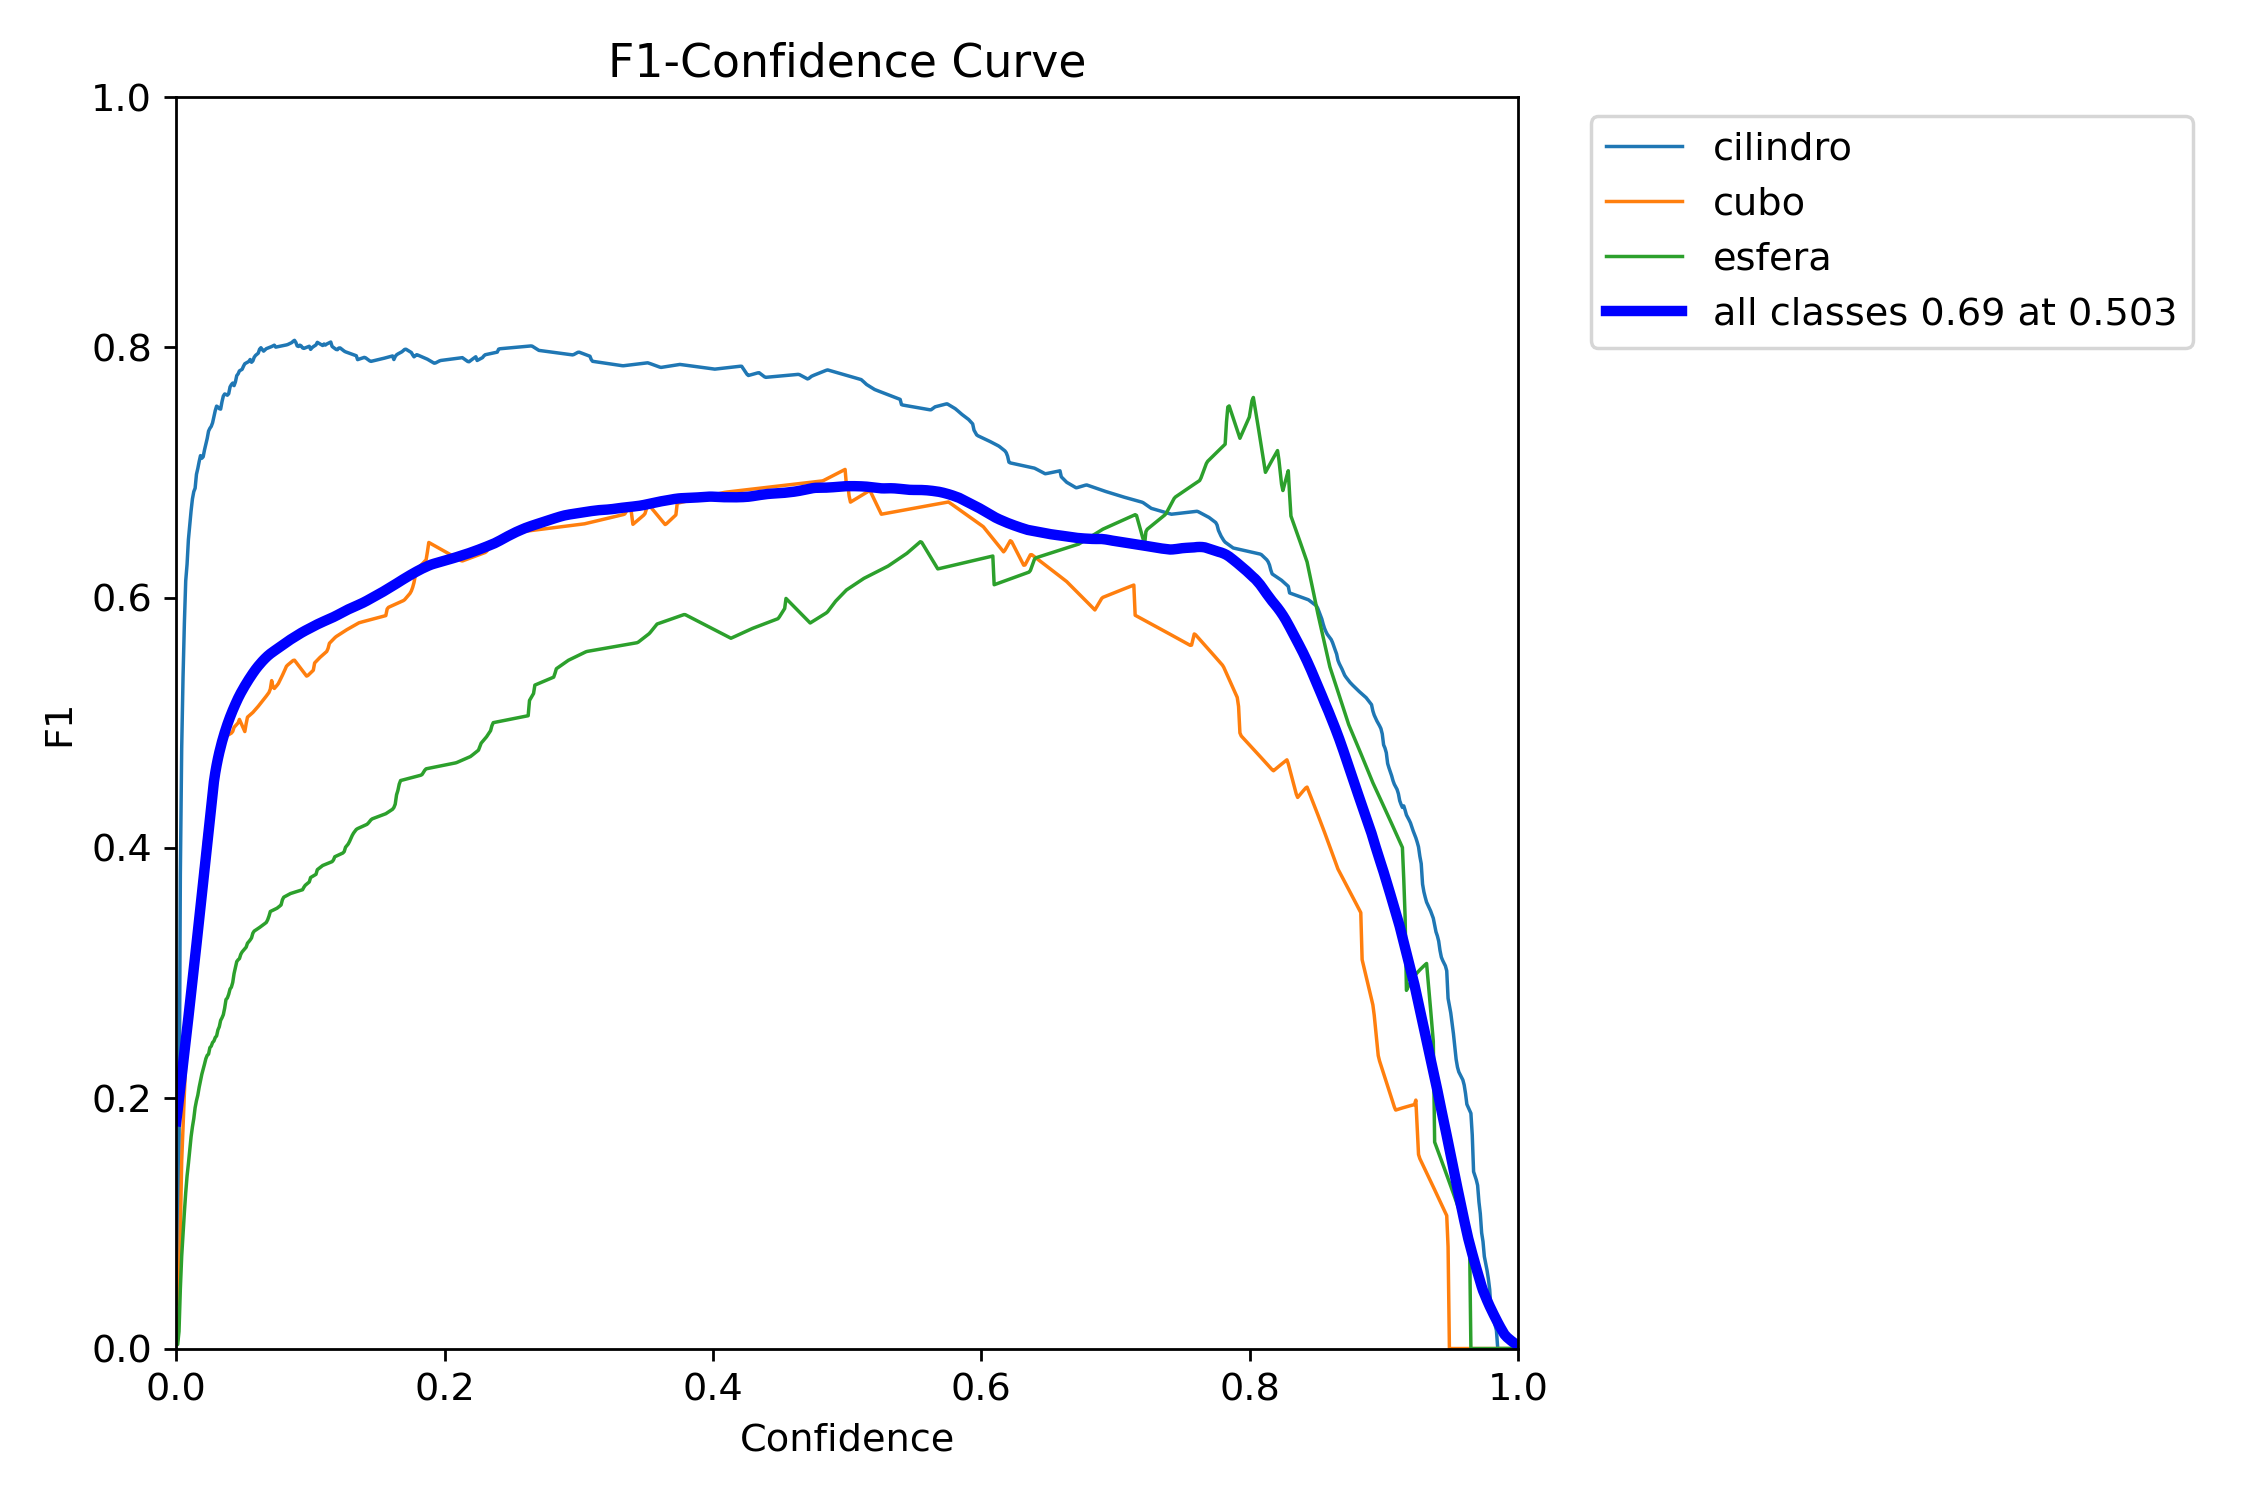 F1-Confidence Curve
1.0
0.8
0.6
0.4
0.2
0.0
F1
0.0 0.2 0.4 0.6 0.8 1.0
Confidence
cilindro
cubo
esfera
all classes 0.69 at 0.503